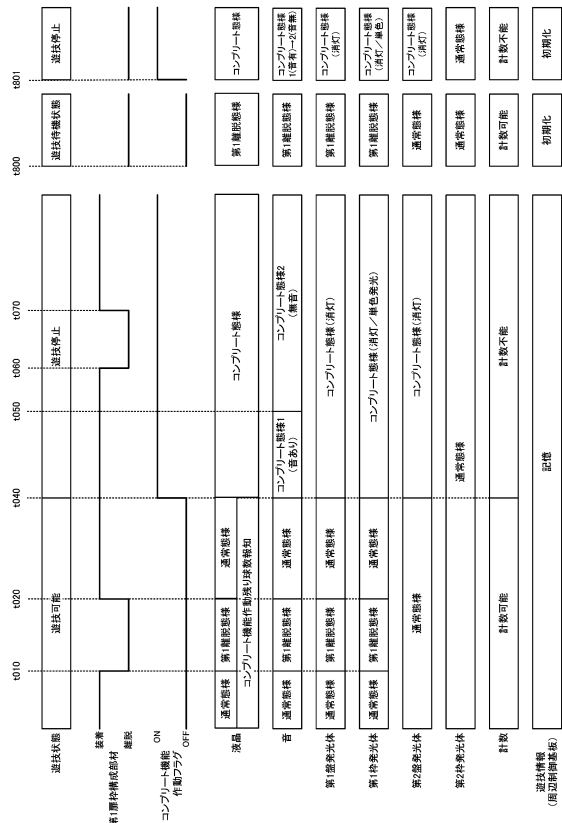 t010
t020
t040
t050
t060
t070
t800
t801
遊技状態
遊技可能
遊技停止
遊技待機状態
遊技停止
第1扉枠構成部材
装着
離脱
コンプリート機能
作動フラグ
ON
OFF
液晶
通常態様
第1離脱態様
通常態様
コンプリート機能作動残り球数報知
コンプリート態様
第1離脱態様
コンプリート態様
音
通常態様
第1離脱態様
通常態様
コンプリート態様1
(音あり)
コンプリート態様2
(無音)
第1離脱態様
コンプリート態様
1(音有)→2(音無)
第1盤発光体
通常態様
第1離脱態様
通常態様
コンプリート態様(消灯)
第1離脱態様
コンプリート態様
(消灯)
第1枠発光体
通常態様
第1離脱態様
通常態様
コンプリート態様(消灯/単色発光)
第1離脱態様
コンプリート態様
(消灯/単色)
第2盤発光体
通常態様
コンプリート態様(消灯)
通常態様
コンプリート態様
(消灯)
第2枠発光体
通常態様
通常態様
通常態様
計数
計数可能
計数不能
計数可能
計数不能
遊技情報
(周辺制御基板)
記憶
初期化
初期化